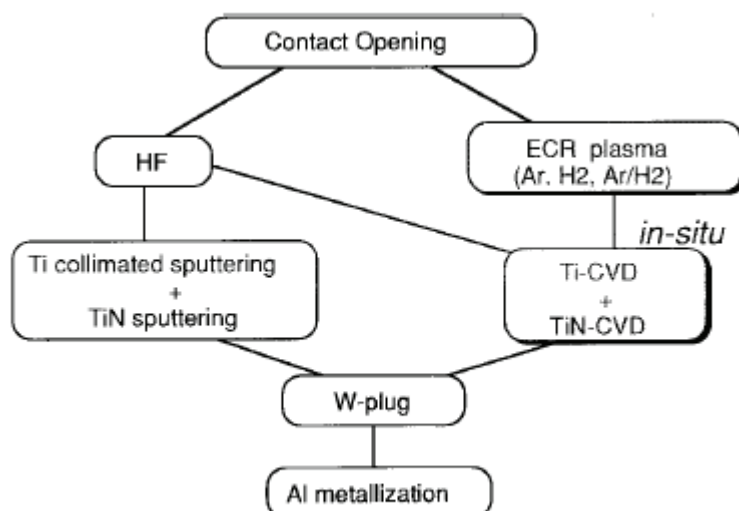 Contact Opening
HF
ECR plasma
(Ar, H2, Ar/H2)
in-situ
Ti collimated sputtering
+
TiN sputtering
Ti-CVD
+
TiN-CVD
W-plug
Al metallization